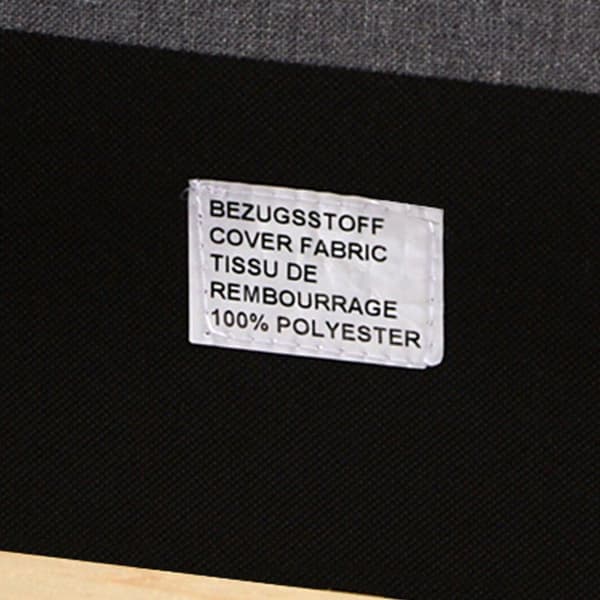 BEZUGSSTOFF
COVER FABRIC
TISSU DE
REMBOURRAGE
100% POLYESTER